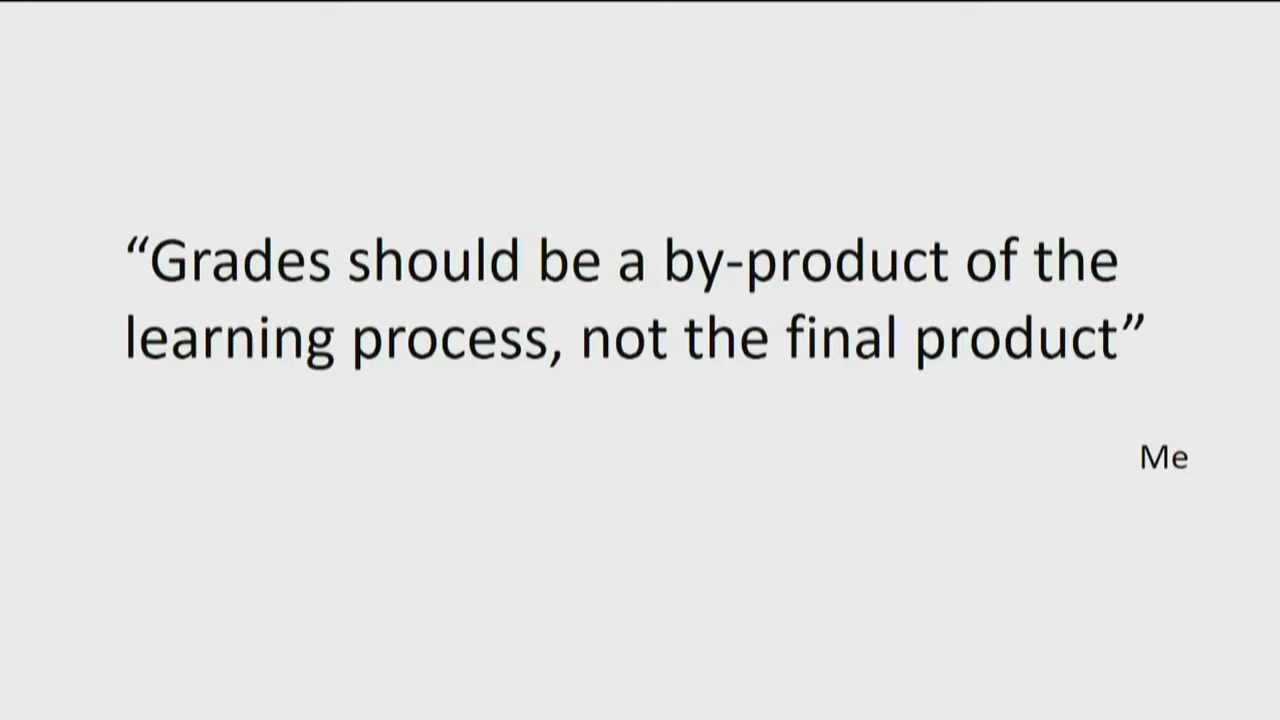 “Grades should be a by-product of the
learning process, not the final product”
Me